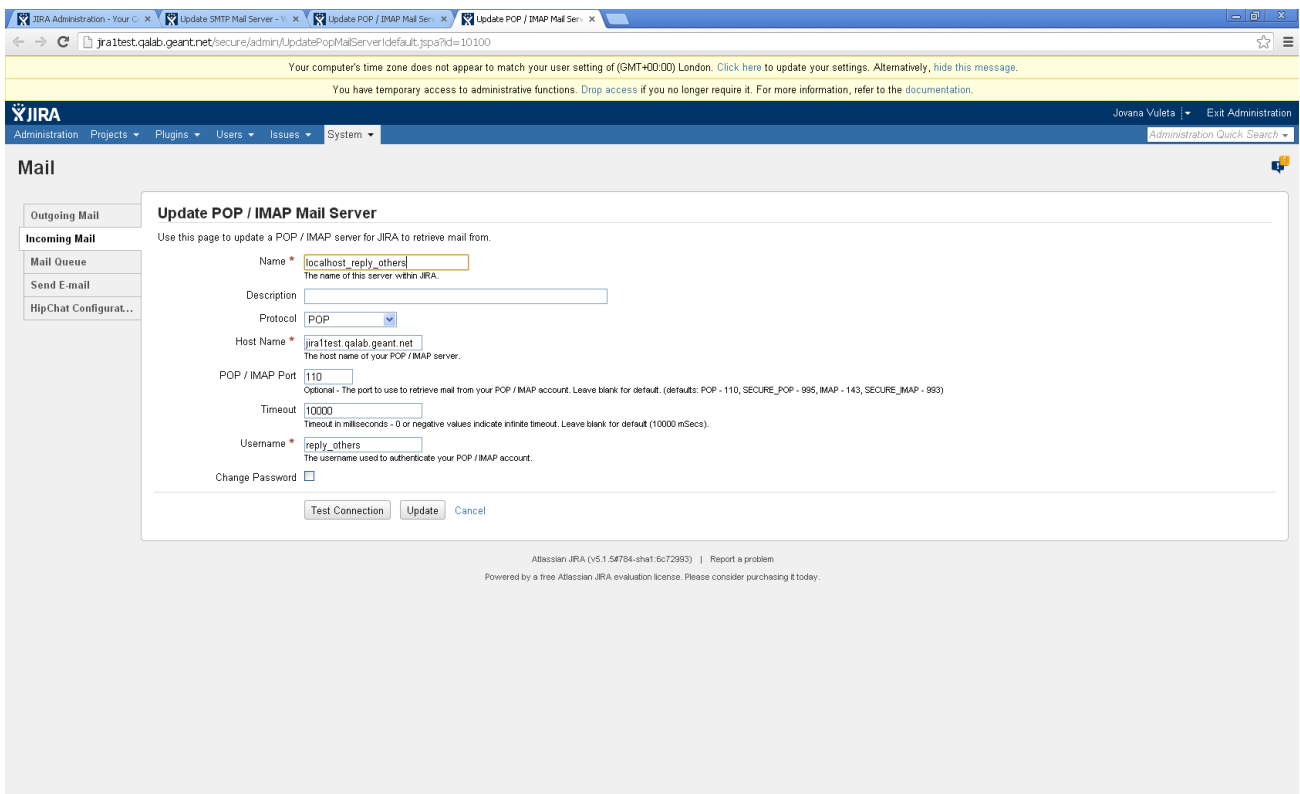 JIRA Administration - Your C Update SMTP Mail Server - Y Update POP / IMAP Mail Serv Update POP / IMAP Mail Serv
jira1test.qalab.geant.net/secure/admin/UpdatePopMailServer!default.jspa?id=10100
Your computer's time zone does not appear to match your user setting of (GMT+00:00) London. Click here to update your settings. Alternatively, hide this message.
You have temporary access to administrative functions. Drop access if you no longer require it. For more information, refer to the documentation.
JIRA Jovana Vuleta Exit Administration
Administration Projects Plugins Users Issues System Administration Quick Search
Mail
Outgoing Mail
Incoming Mail
Mail Queue
Send E-mail
HipChat Configurat...
Update POP / IMAP Mail Server
Use this page to update a POP / IMAP server for JIRA to retrieve mail from.
Name * localhost_reply_others
The name of this server within JIRA.
Description
Protocol POP
Host Name * jira1test.qalab.geant.net
The host name of your POP / IMAP server.
POP / IMAP Port 110
Optional - The port to use to retrieve mail from your POP / IMAP account. Leave blank for default. (defaults: POP - 110, SECURE_POP - 995, IMAP - 143, SECURE_IMAP - 993)
Timeout 10000
Timeout in milliseconds - 0 or negative values indicate infinite timeout. Leave blank for default (10000 mSecs).
Username * reply_others
The username used to authenticate your POP / IMAP account.
Change Password
Test Connection Update Cancel
Atlassian JIRA (v5.1.5#784-sha1:6c72993) | Report a problem
Powered by a free Atlassian JIRA evaluation license. Please consider purchasing it today.